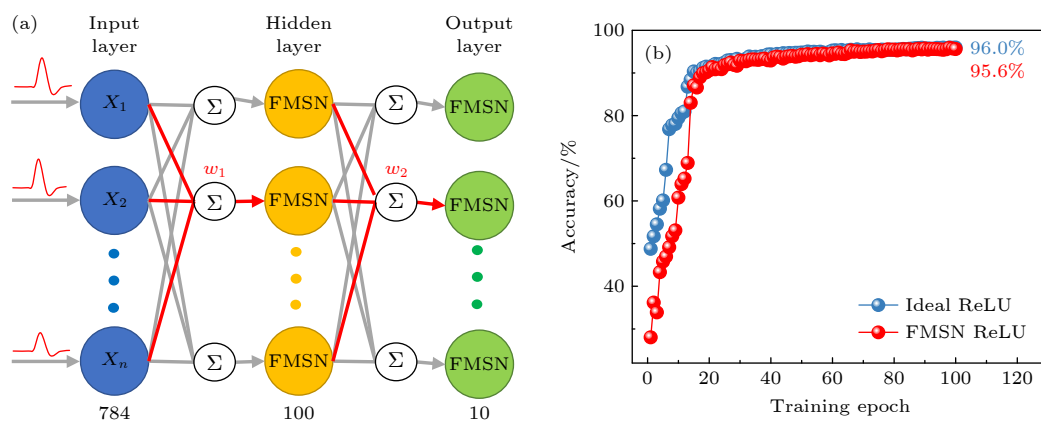 (a)
Input
layer
Hidden
layer
Output
layer
X1
Σ
FMSN
Σ
FMSN
w1
w2
X2
Σ
FMSN
Σ
FMSN
Xn
Σ
FMSN
Σ
FMSN
784
100
10
(b)
96.0%
95.6%
Accuracy/%
100
80
60
40
Ideal ReLU
FMSN ReLU
0 20 40 60 80 100 120
Training epoch